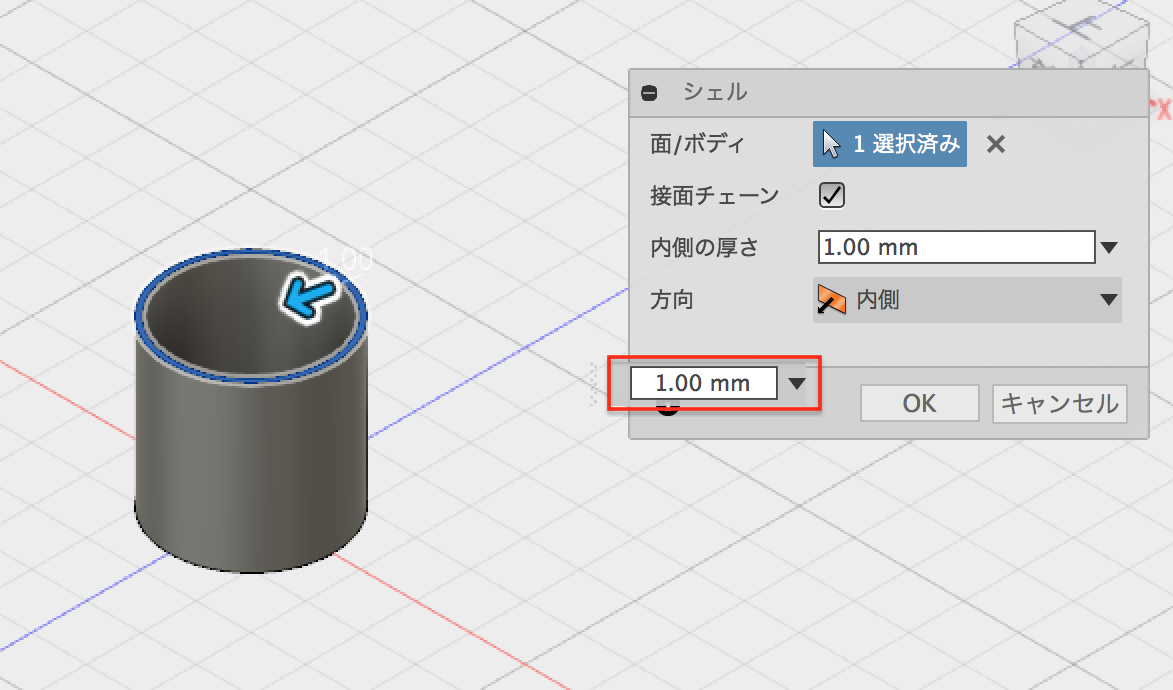 シェル
面/ボディ 1 選択済み
接面チェーン
内側の厚さ 1.00 mm
方向 内側
1.00 mm
OK キャンセル
1.00
X